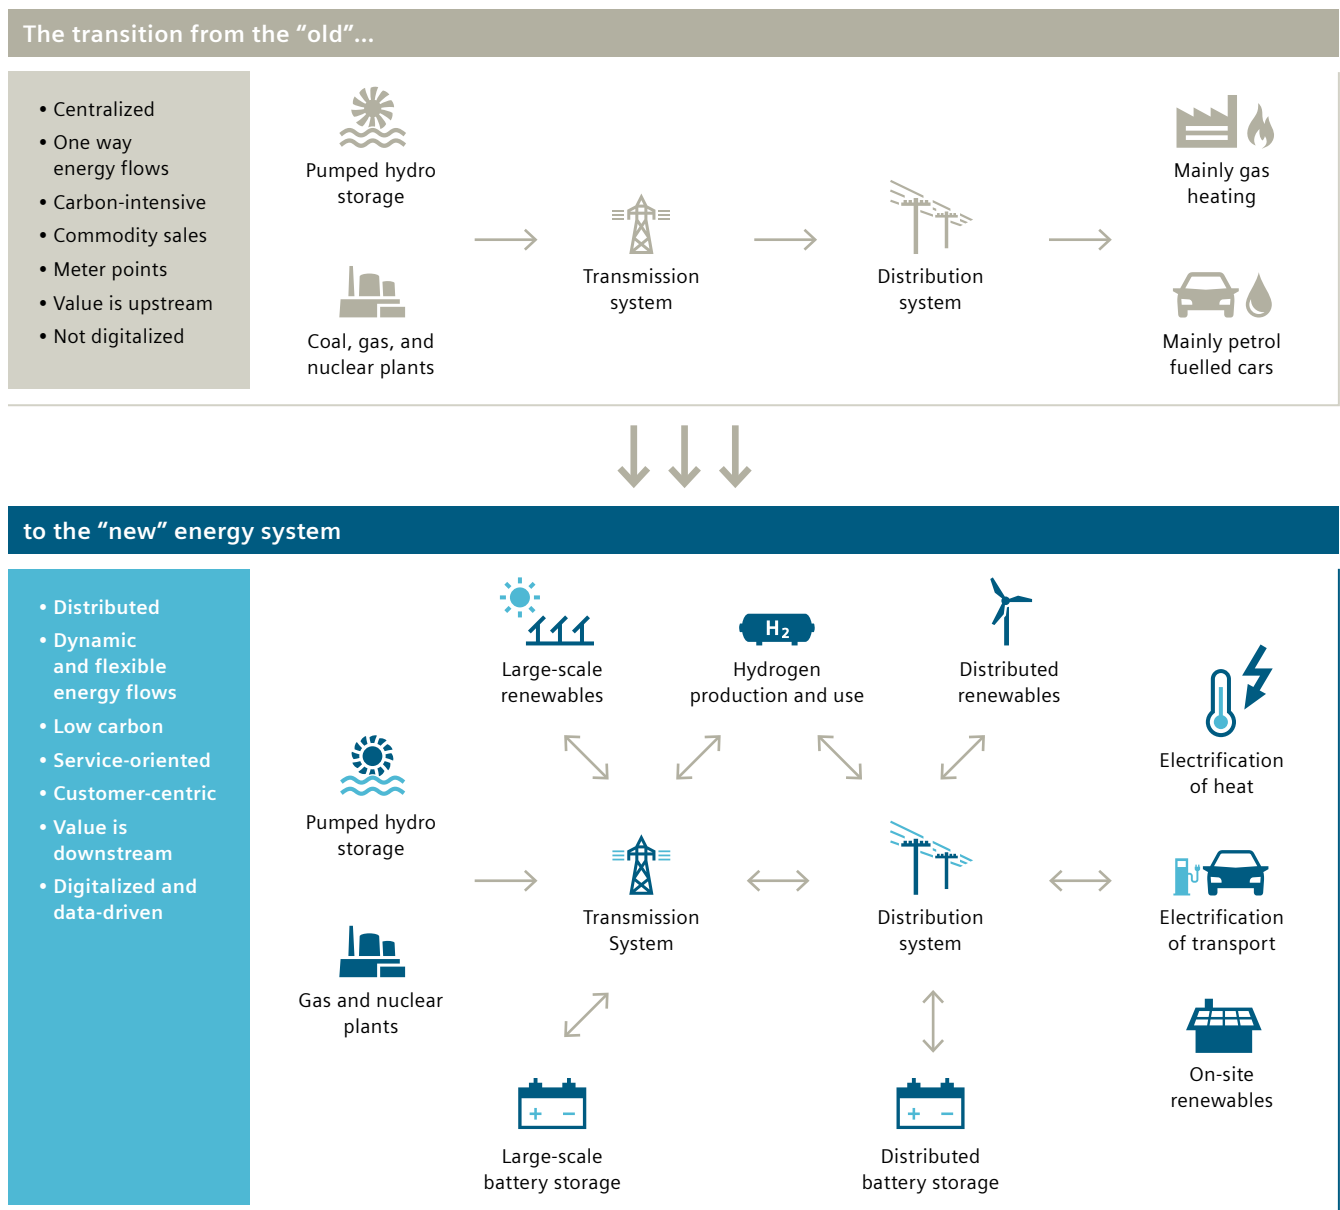 The transition from the “old”...
• Centralized
• One way
energy flows
• Carbon-intensive
• Commodity sales
• Meter points
• Value is upstream
• Not digitalized
Pumped hydro
storage
Coal, gas, and
nuclear plants
Transmission
system
Distribution
system
Mainly gas
heating
Mainly petrol
fuelled cars
to the “new” energy system
• Distributed
• Dynamic
and flexible
energy flows
• Low carbon
• Service-oriented
• Customer-centric
• Value is
downstream
• Digitalized and
data-driven
Large-scale
renewables
H₂
Hydrogen
production and use
Distributed
renewables
Pumped hydro
storage
Gas and nuclear
plants
Transmission
System
Distribution
system
Electrification
of heat
Electrification
of transport
On-site
renewables
+ −
Large-scale
battery storage
+ −
Distributed
battery storage